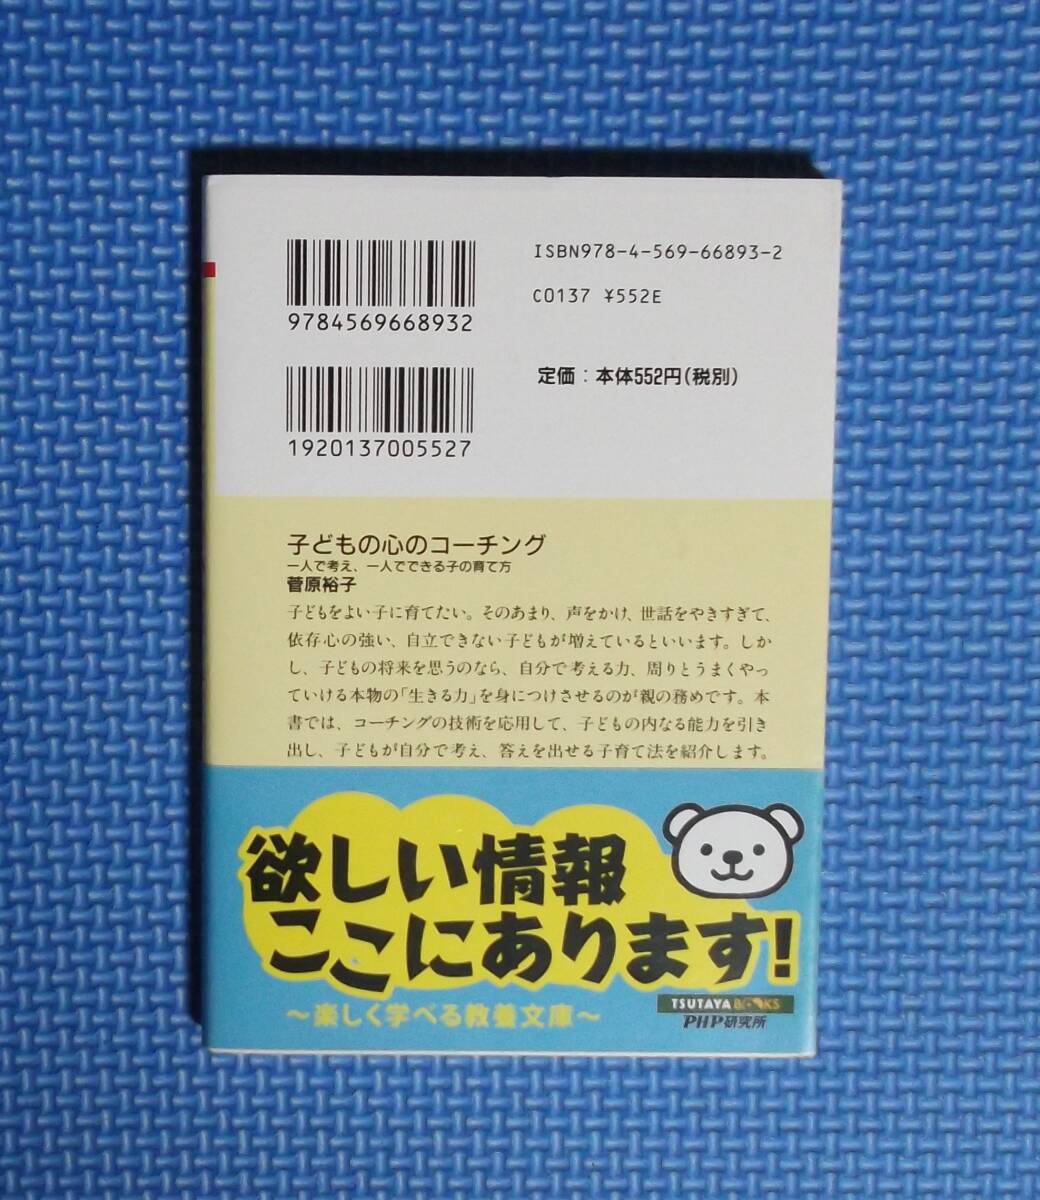 ISBN978-4-569-66893-2
C0137 ¥552E
9784569668932
定価：本体552円(税別)
1920137005527
子どもの心のコーチング
一人で考え、一人でできる子の育て方
菅原裕子
子どもをよい子に育てたい。そのあまり、声をかけ、世話をやきすぎて、
依存心の強い、自立できない子どもが増えているといいます。しか
し、子どもの将来を思うのなら、自分で考える力、周りとうまくやっ
ていける本物の「生きる力」を身につけさせるのが親の務めです。本
書では、コーチングの技術を応用して、子どもの内なる能力を引き
出し、子どもが自分で考え、答えを出せる子育て法を紹介します。
欲しい情報
ここにあります!
～楽しく学べる教養文庫～
TSUTAYA BOOKS
PHP研究所